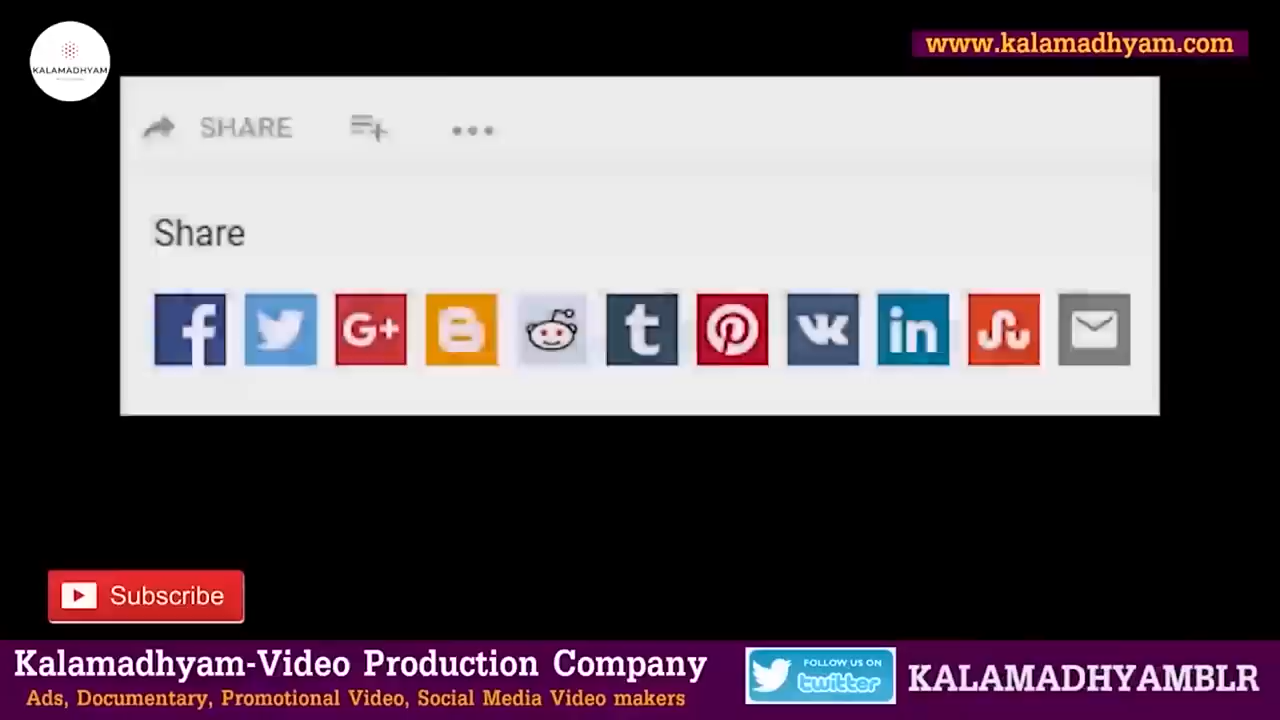 www.kalamadhyam.com
KALAMADHYAM
SHARE
Share
G+
in
Subscribe
Kalamadhyam-Video Production Company
Ads, Documentary, Promotional Video, Social Media Video makers
FOLLOW US ON
twitter
KALAMADHYAMBLR